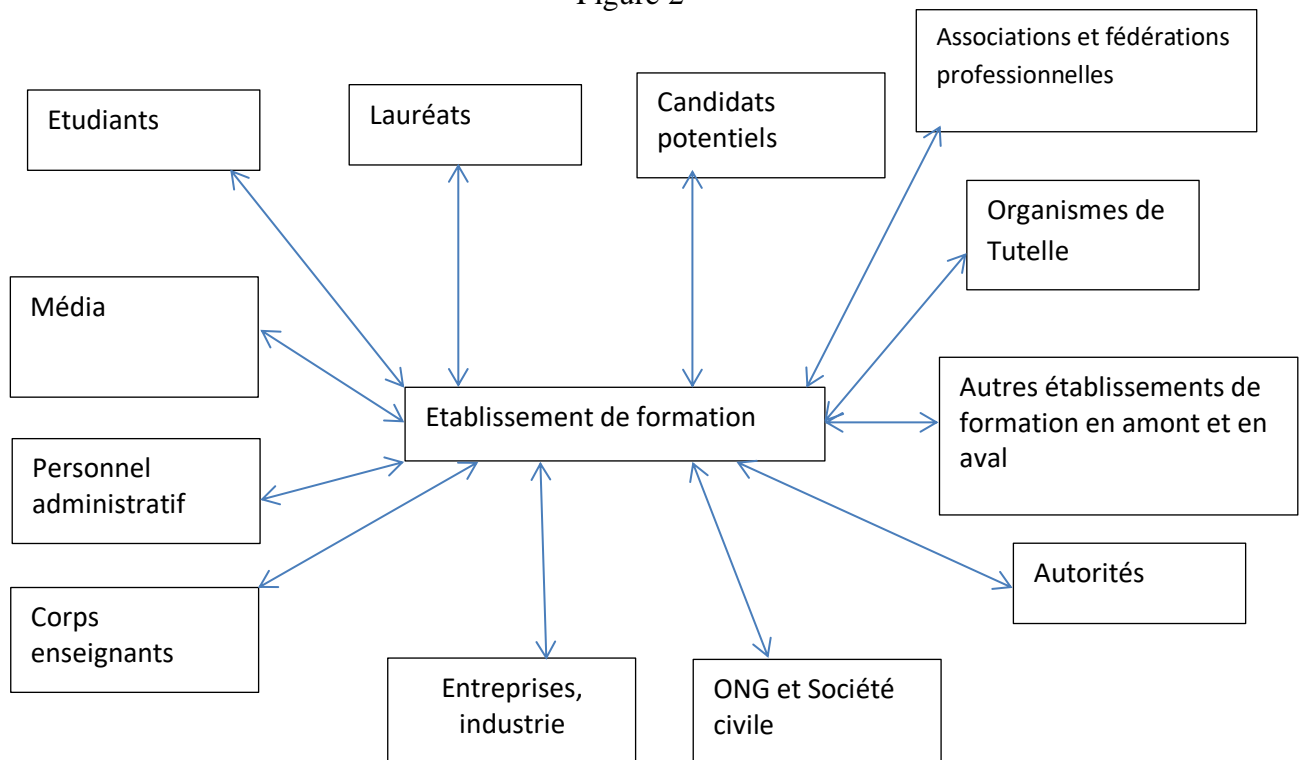 Figure 2
Associations et fédérations
professionnelles
Etudiants
Lauréats
Candidats
potentiels
Organismes de
Tutelle
Média
Etablissement de formation
Autres établissements de
formation en amont et en
aval
Personnel
administratif
Autorités
Corps
enseignants
Entreprises,
industrie
ONG et Société
civile